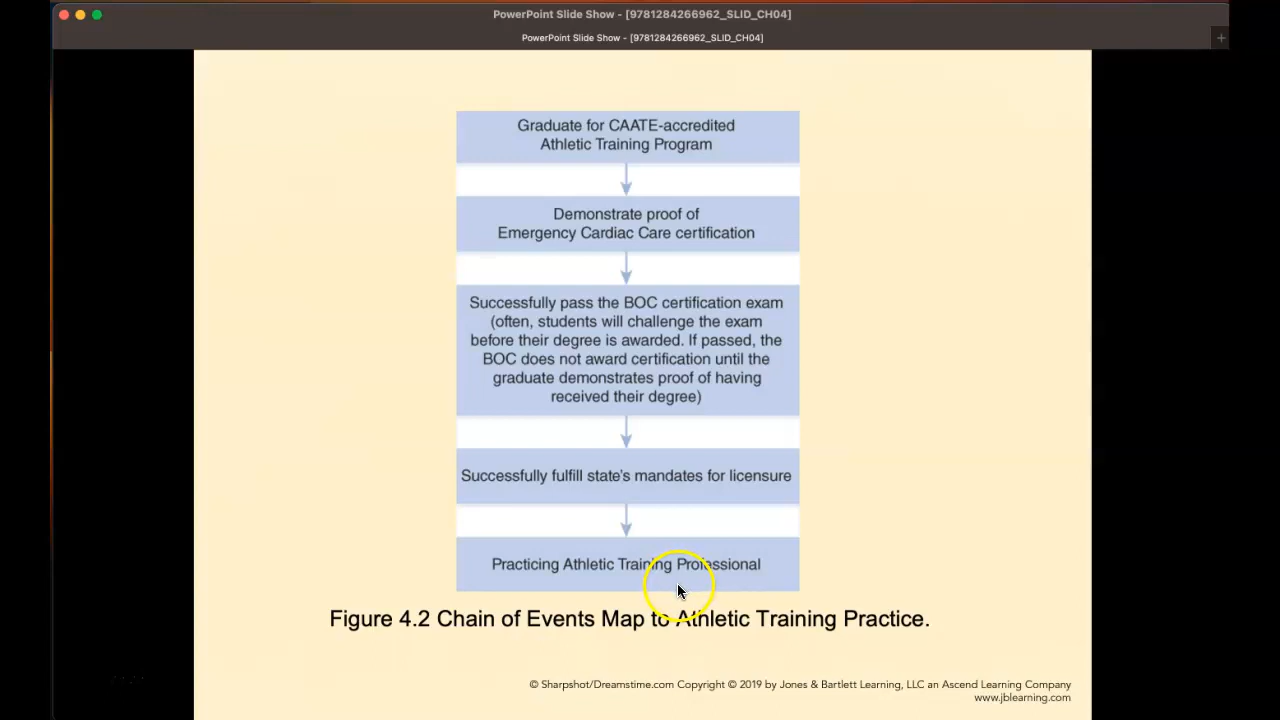 PowerPoint Slide Show - [9781284266962_SLID_CH04]
PowerPoint Slide Show - [9781284266962_SLID_CH04]
Graduate for CAATE-accredited
Athletic Training Program
Demonstrate proof of
Emergency Cardiac Care certification
Successfully pass the BOC certification exam
(often, students will challenge the exam
before their degree is awarded. If passed, the
BOC does not award certification until the
graduate demonstrates proof of having
received their degree)
Successfully fulfill state's mandates for licensure
Practicing Athletic Training Professional
Figure 4.2 Chain of Events Map to Athletic Training Practice.
© Sharpshot/Dreamstime.com Copyright © 2019 by Jones & Bartlett Learning, LLC an Ascend Learning Company
www.jblearning.com